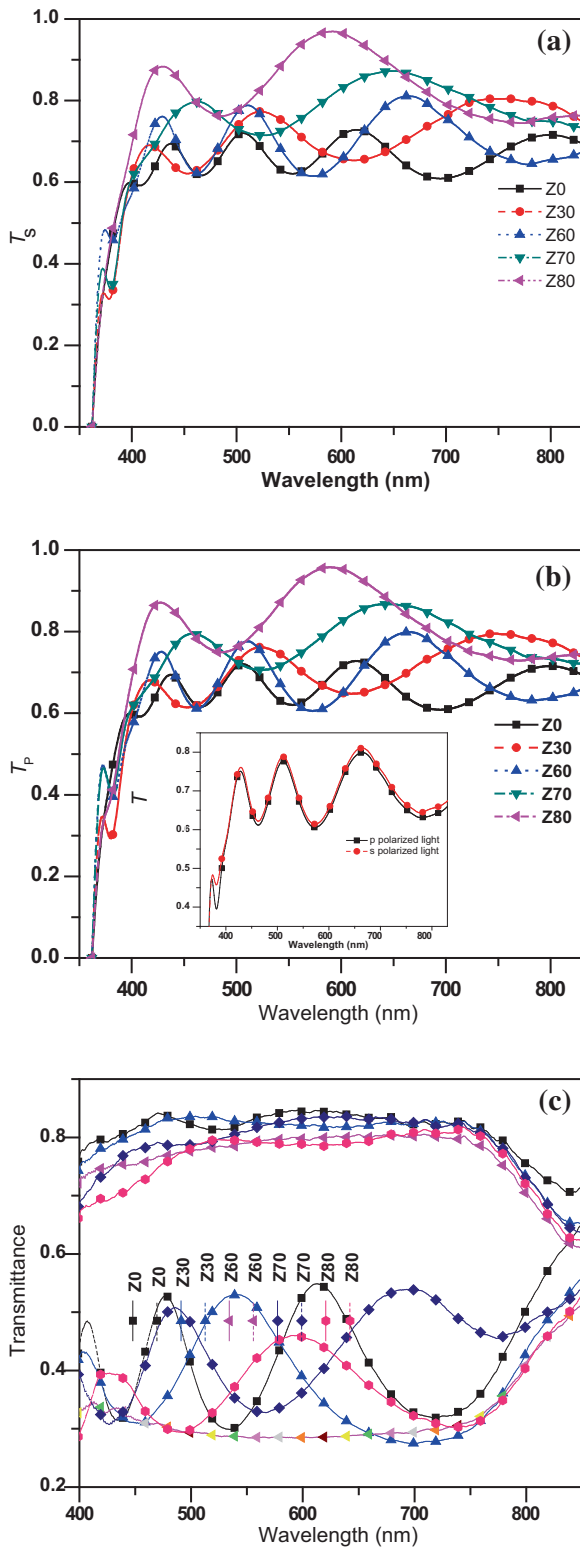 (a)
1.0
0.8
0.6
0.4
0.2
0.0
T_S
Z0
Z30
Z60
Z70
Z80
400 500 600 700 800
Wavelength (nm)
(b)
1.0
0.8
0.6
0.4
0.2
0.0
T_P
Z0
Z30
Z60
Z70
Z80
0.8
0.7
0.6
0.5
0.4
T
p polarized light
s polarized light
400 500 600 700 800
Wavelength (nm)
400 500 600 700 800
Wavelength (nm)
(c)
0.8
0.6
0.4
0.2
Transmittance
Z0
Z0
Z30
Z30
Z60
Z60
Z70
Z70
Z80
Z80
400 500 600 700 800
Wavelength (nm)